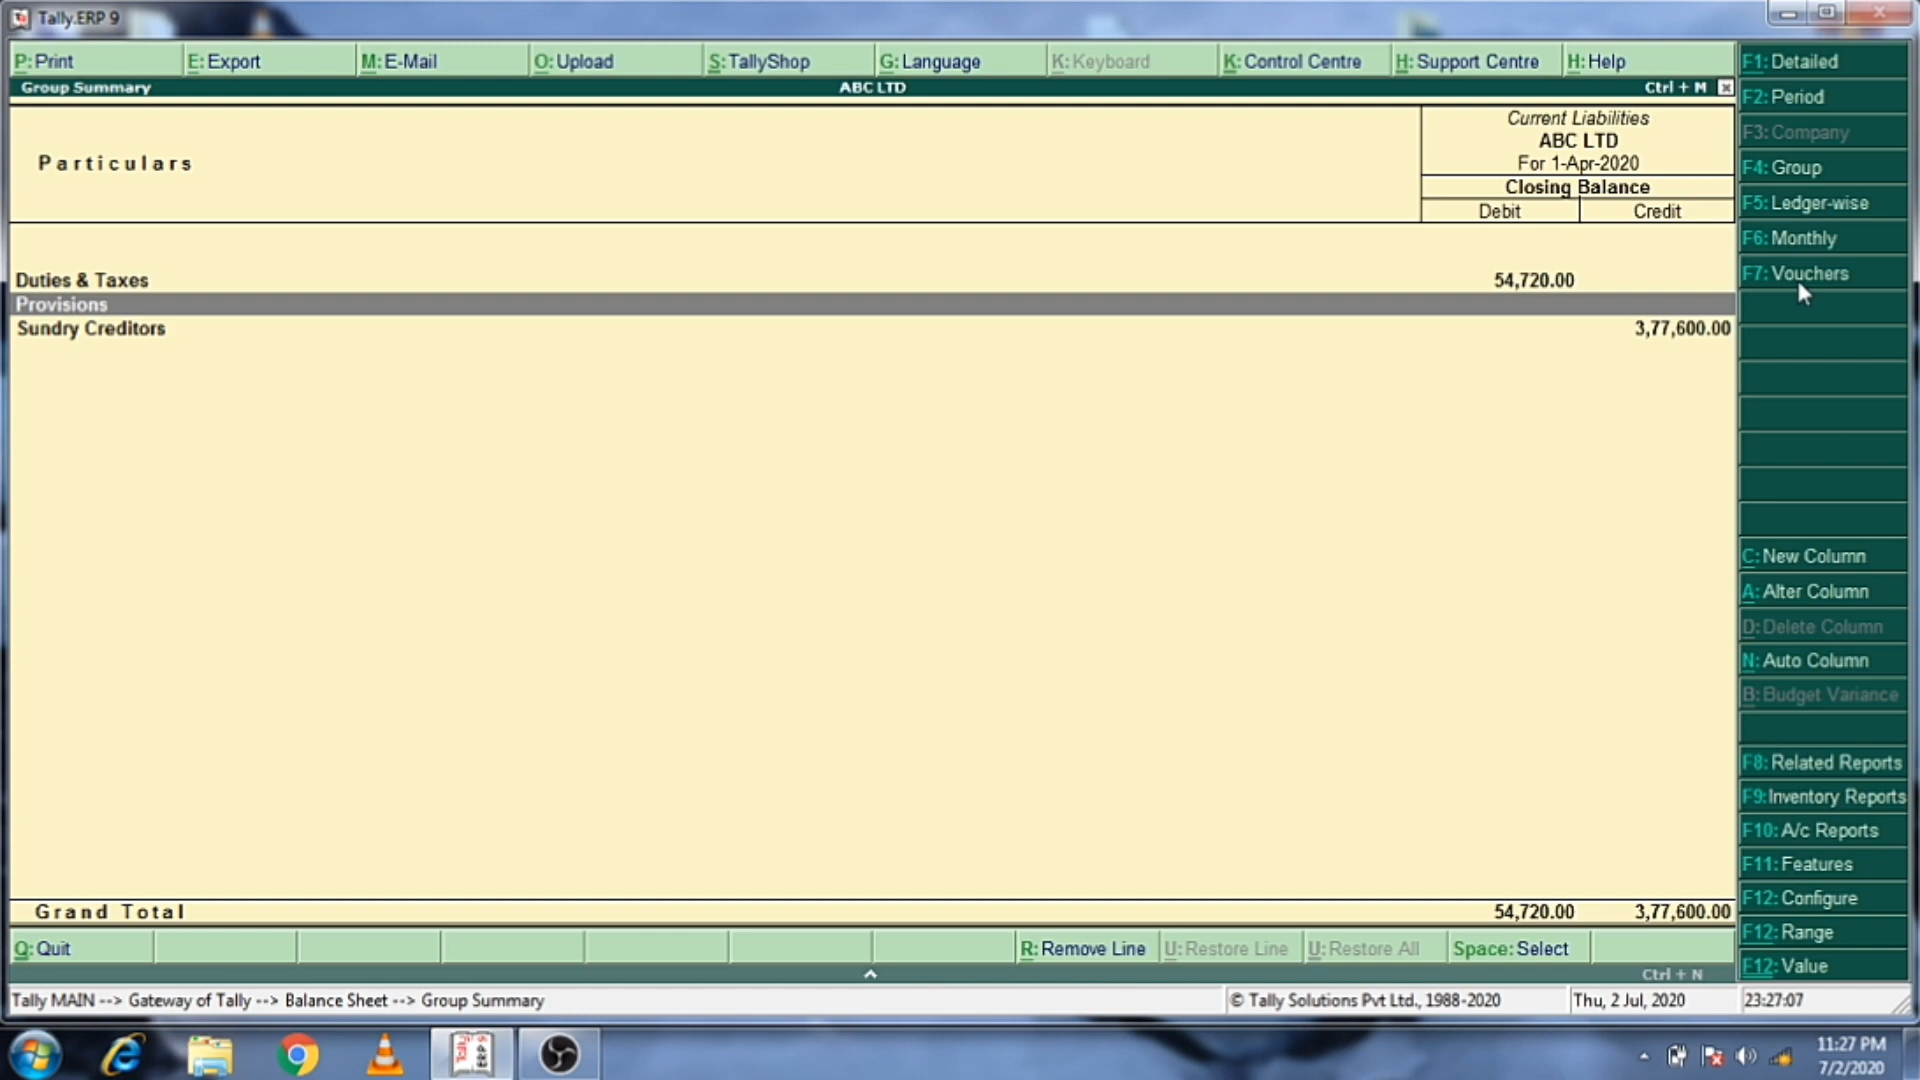 Tally.ERP 9
P: Print E: Export M: E-Mail O: Upload S: TallyShop G: Language K: Keyboard K: Control Centre H: Support Centre H: Help
Group Summary ABC LTD Ctrl + M
Particulars
Current Liabilities
ABC LTD
For 1-Apr-2020
Closing Balance
Debit Credit
Duties & Taxes 54,720.00
Provisions
Sundry Creditors 3,77,600.00
Grand Total 54,720.00 3,77,600.00
Q: Quit R: Remove Line U: Restore Line U: Restore All Space: Select
Ctrl + N
Tally MAIN --> Gateway of Tally --> Balance Sheet --> Group Summary © Tally Solutions Pvt Ltd., 1988-2020 Thu, 2 Jul, 2020 23:27:07
F1: Detailed
F2: Period
F3: Company
F4: Group
F5: Ledger-wise
F6: Monthly
F7: Vouchers
C: New Column
A: Alter Column
D: Delete Column
N: Auto Column
B: Budget Variance
F8: Related Reports
F9: Inventory Reports
F10: A/c Reports
F11: Features
F12: Configure
F12: Range
F12: Value
TALLY ERP 9
11:27 PM
7/2/2020